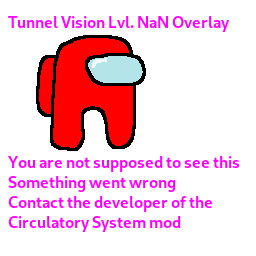 Tunnel Vision Lvl. NaN Overlay
You are not supposed to see this
Something went wrong
Contact the developer of the
Circulatory System mod